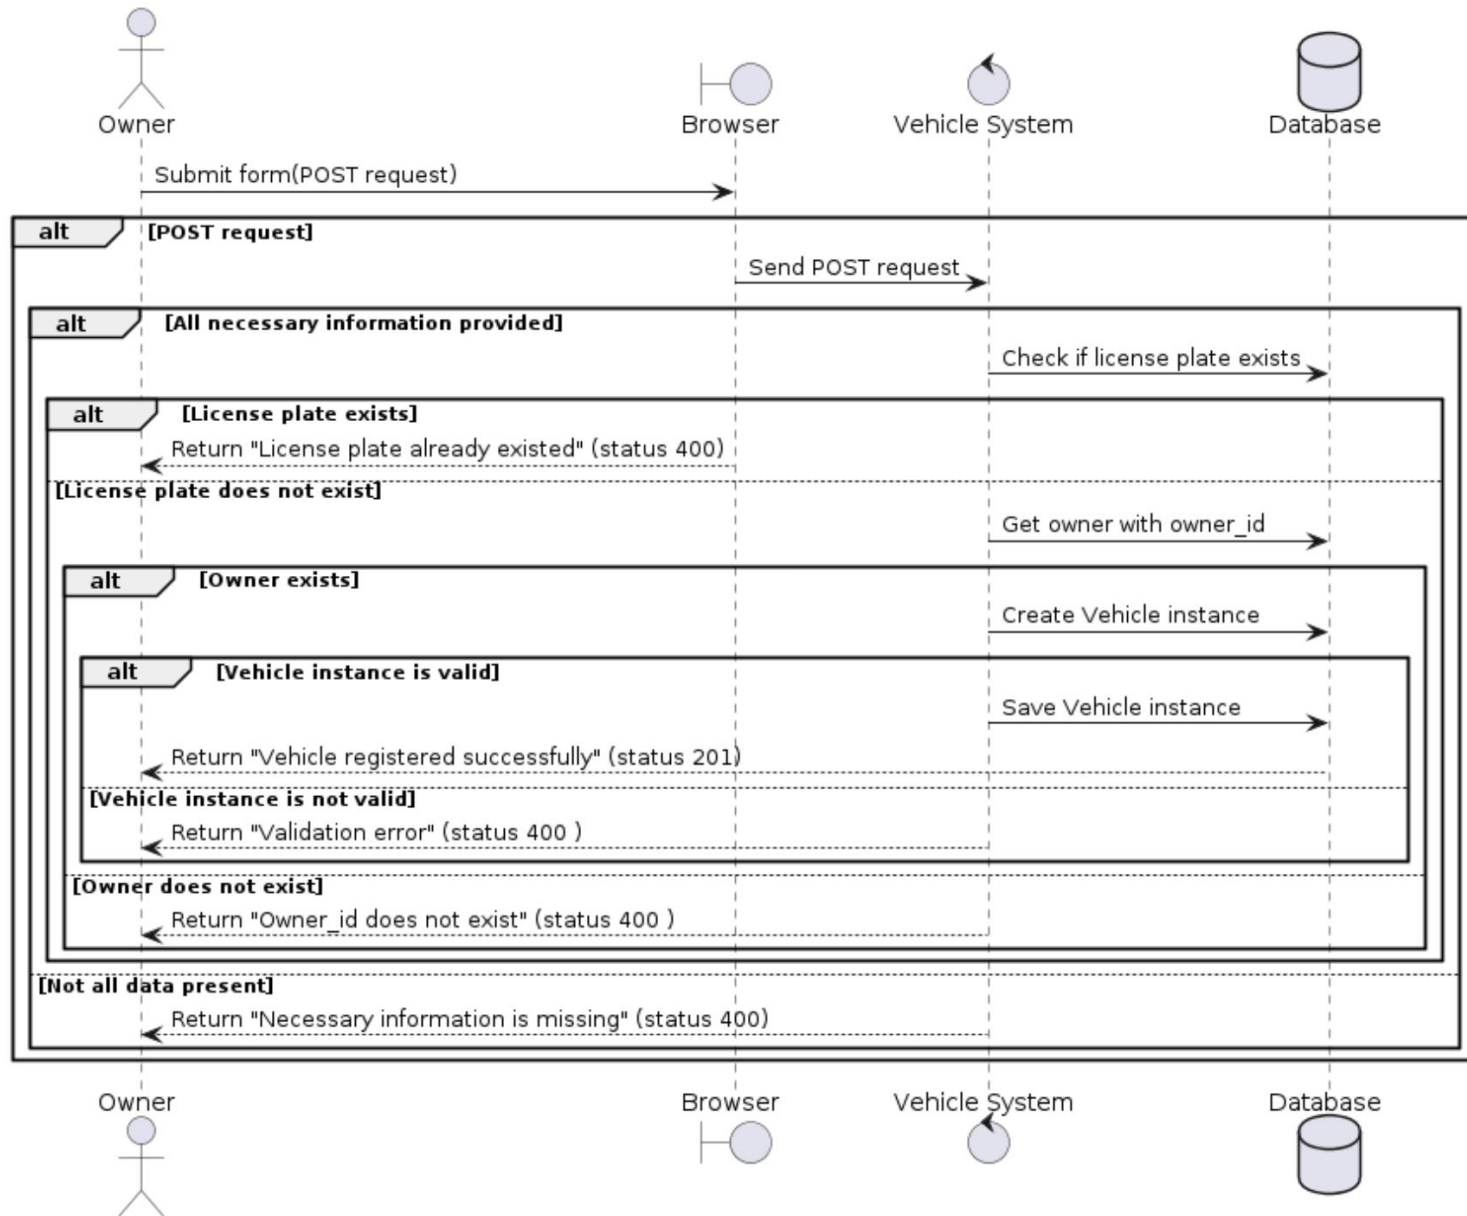 Owner Browser Vehicle System Database
Submit form(POST request)
alt [POST request]
Send POST request
alt [All necessary information provided]
Check if license plate exists
alt [License plate exists]
Return "License plate already existed" (status 400)
[License plate does not exist]
Get owner with owner_id
alt [Owner exists]
Create Vehicle instance
alt [Vehicle instance is valid]
Save Vehicle instance
Return "Vehicle registered successfully" (status 201)
[Vehicle instance is not valid]
Return "Validation error" (status 400 )
[Owner does not exist]
Return "Owner_id does not exist" (status 400 )
[Not all data present]
Return "Necessary information is missing" (status 400)
Owner Browser Vehicle System Database